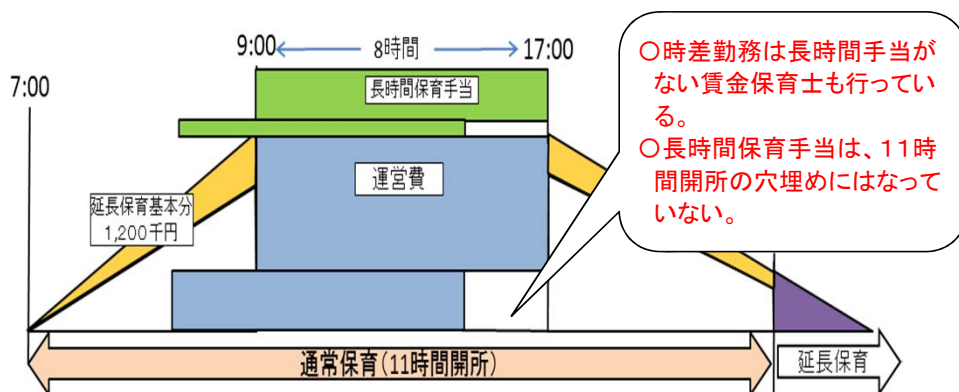 7:00
9:00
8時間
17:00
長時間保育手当
運営費
延長保育基本分
1,200千円
○時差勤務は長時間手当が
ない賃金保育士も行ってい
る。
○長時間保育手当は、11時
間開所の穴埋めにはなって
いない。
通常保育(11時間開所)
延長保育